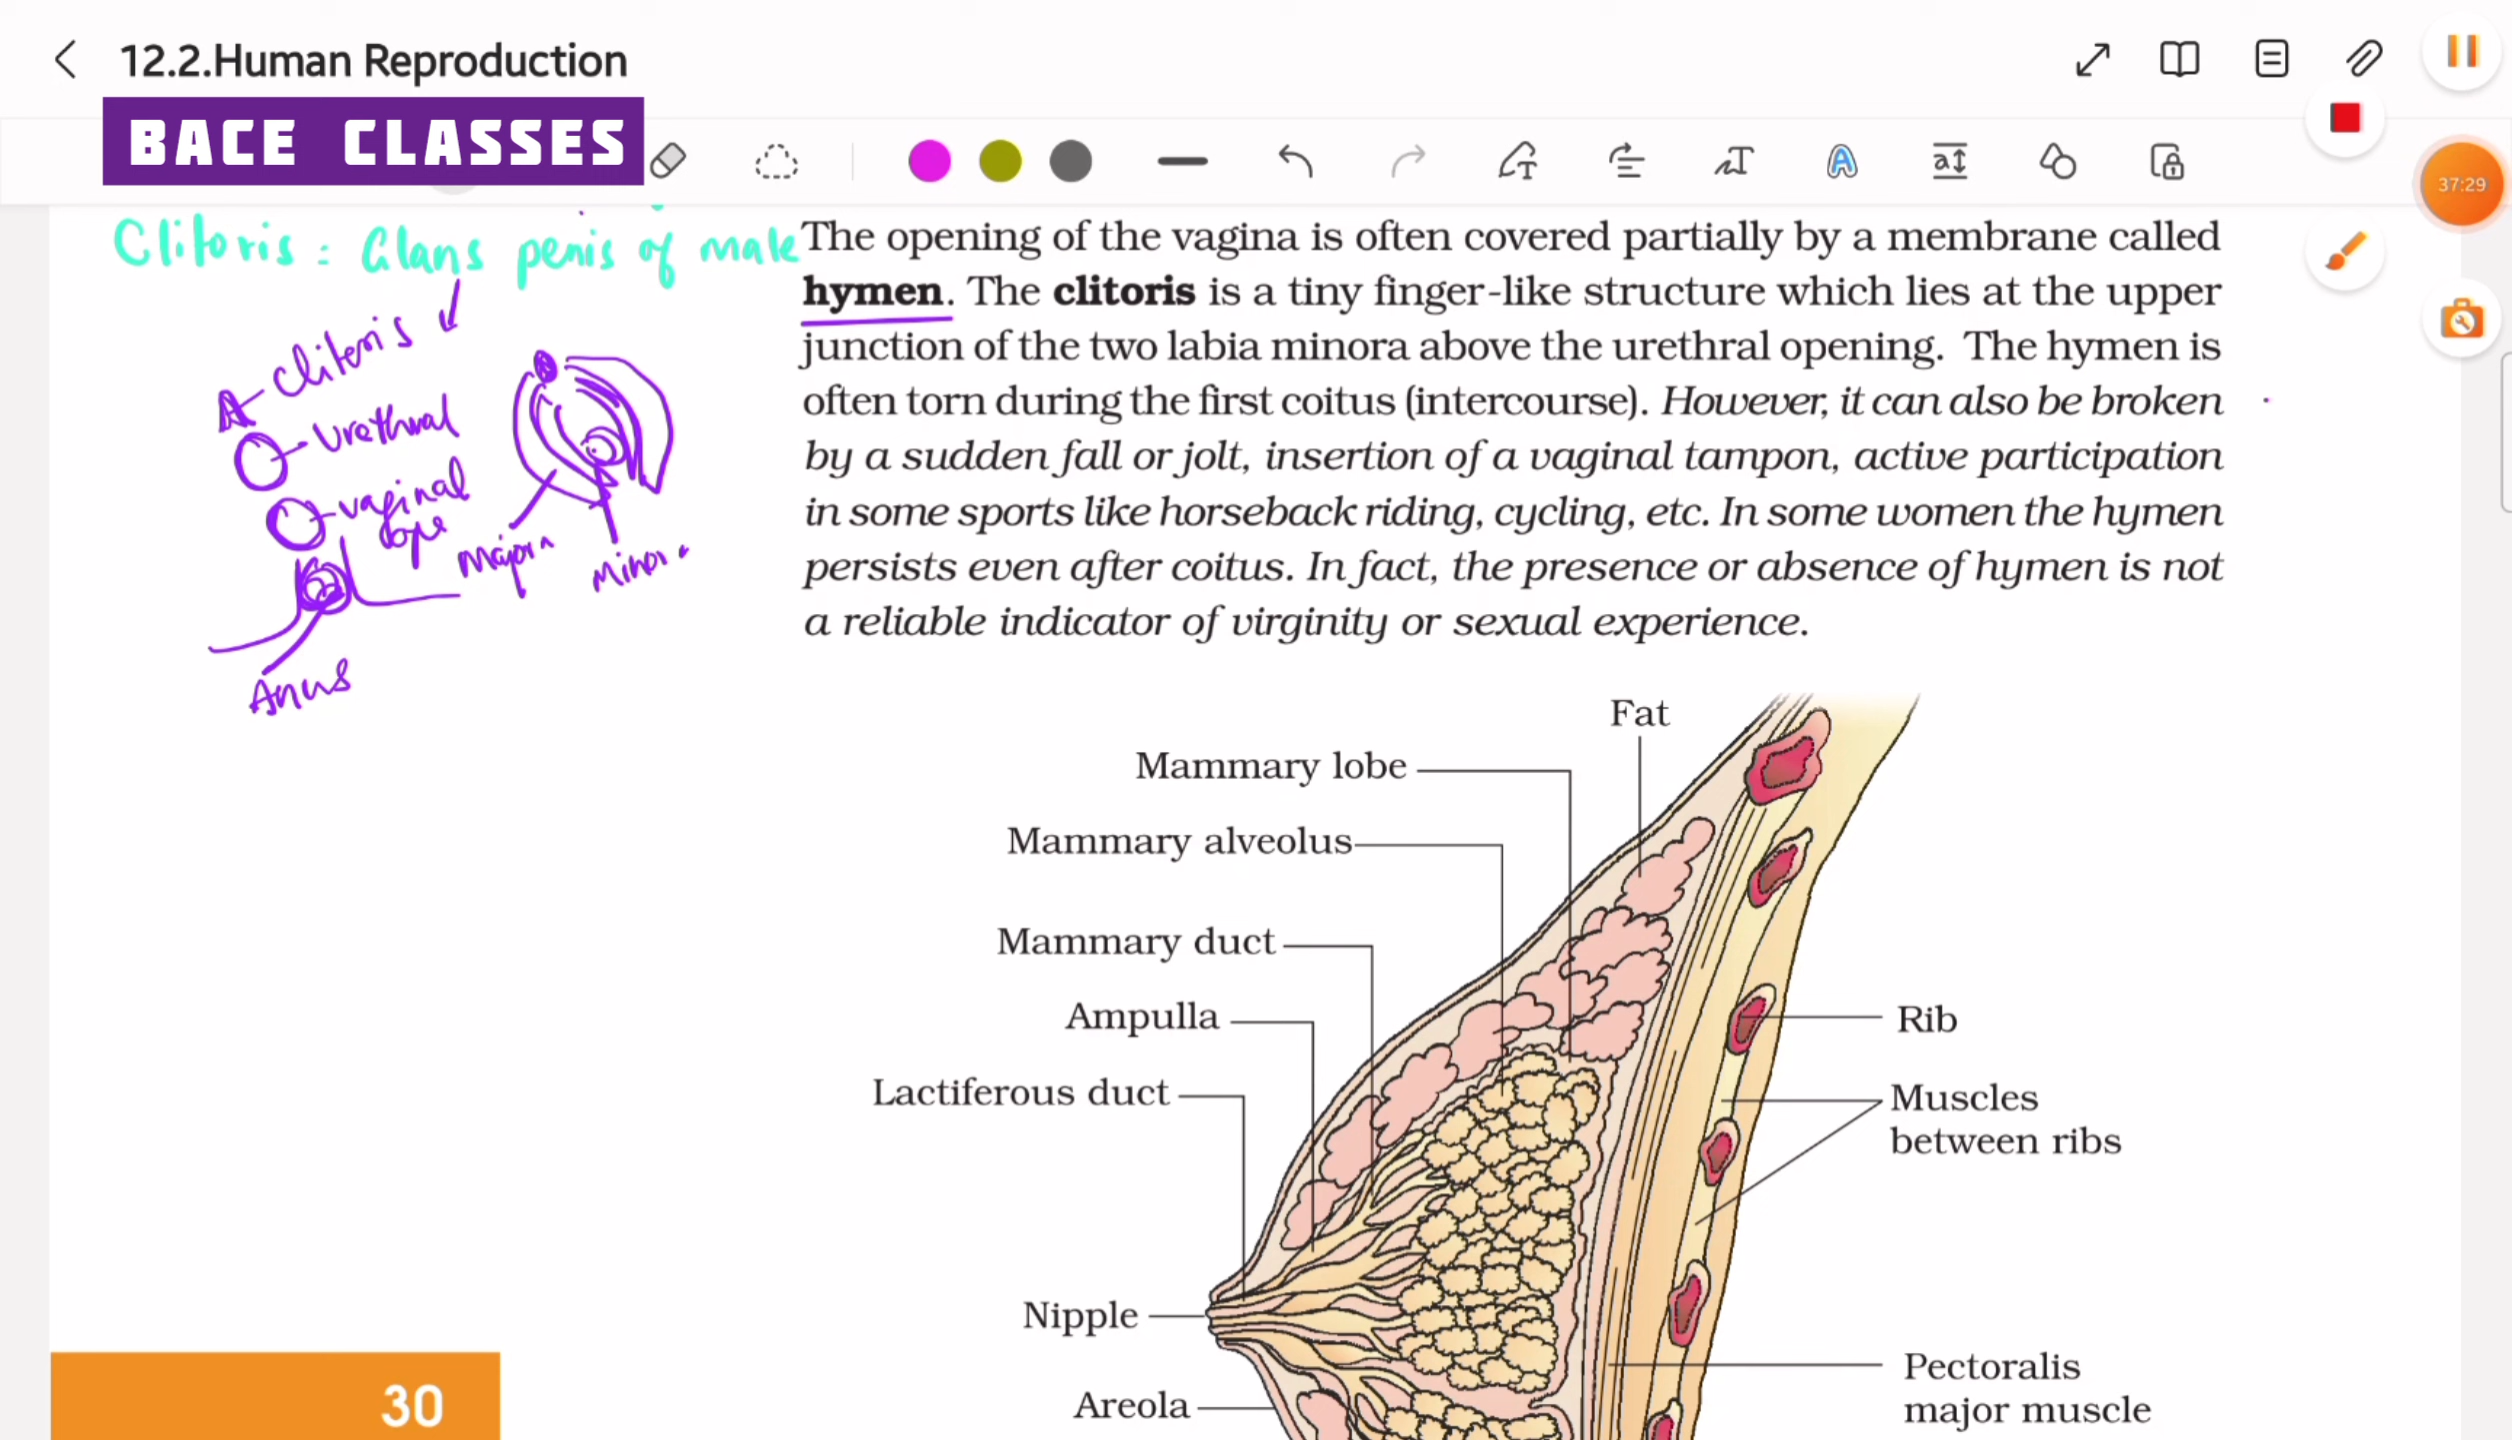 12.2.Human Reproduction
BACE CLASSES
37:29
Clitoris : Glans penis of male
clitoris
urethral
vaginal
major
minor
Anus
The opening of the vagina is often covered partially by a membrane called
hymen. The clitoris is a tiny finger-like structure which lies at the upper
junction of the two labia minora above the urethral opening. The hymen is
often torn during the first coitus (intercourse). However, it can also be broken
by a sudden fall or jolt, insertion of a vaginal tampon, active participation
in some sports like horseback riding, cycling, etc. In some women the hymen
persists even after coitus. In fact, the presence or absence of hymen is not
a reliable indicator of virginity or sexual experience.
Fat
Mammary lobe
Mammary alveolus
Mammary duct
Ampulla
Lactiferous duct
Nipple
Areola
Rib
Muscles
between ribs
Pectoralis
major muscle
30